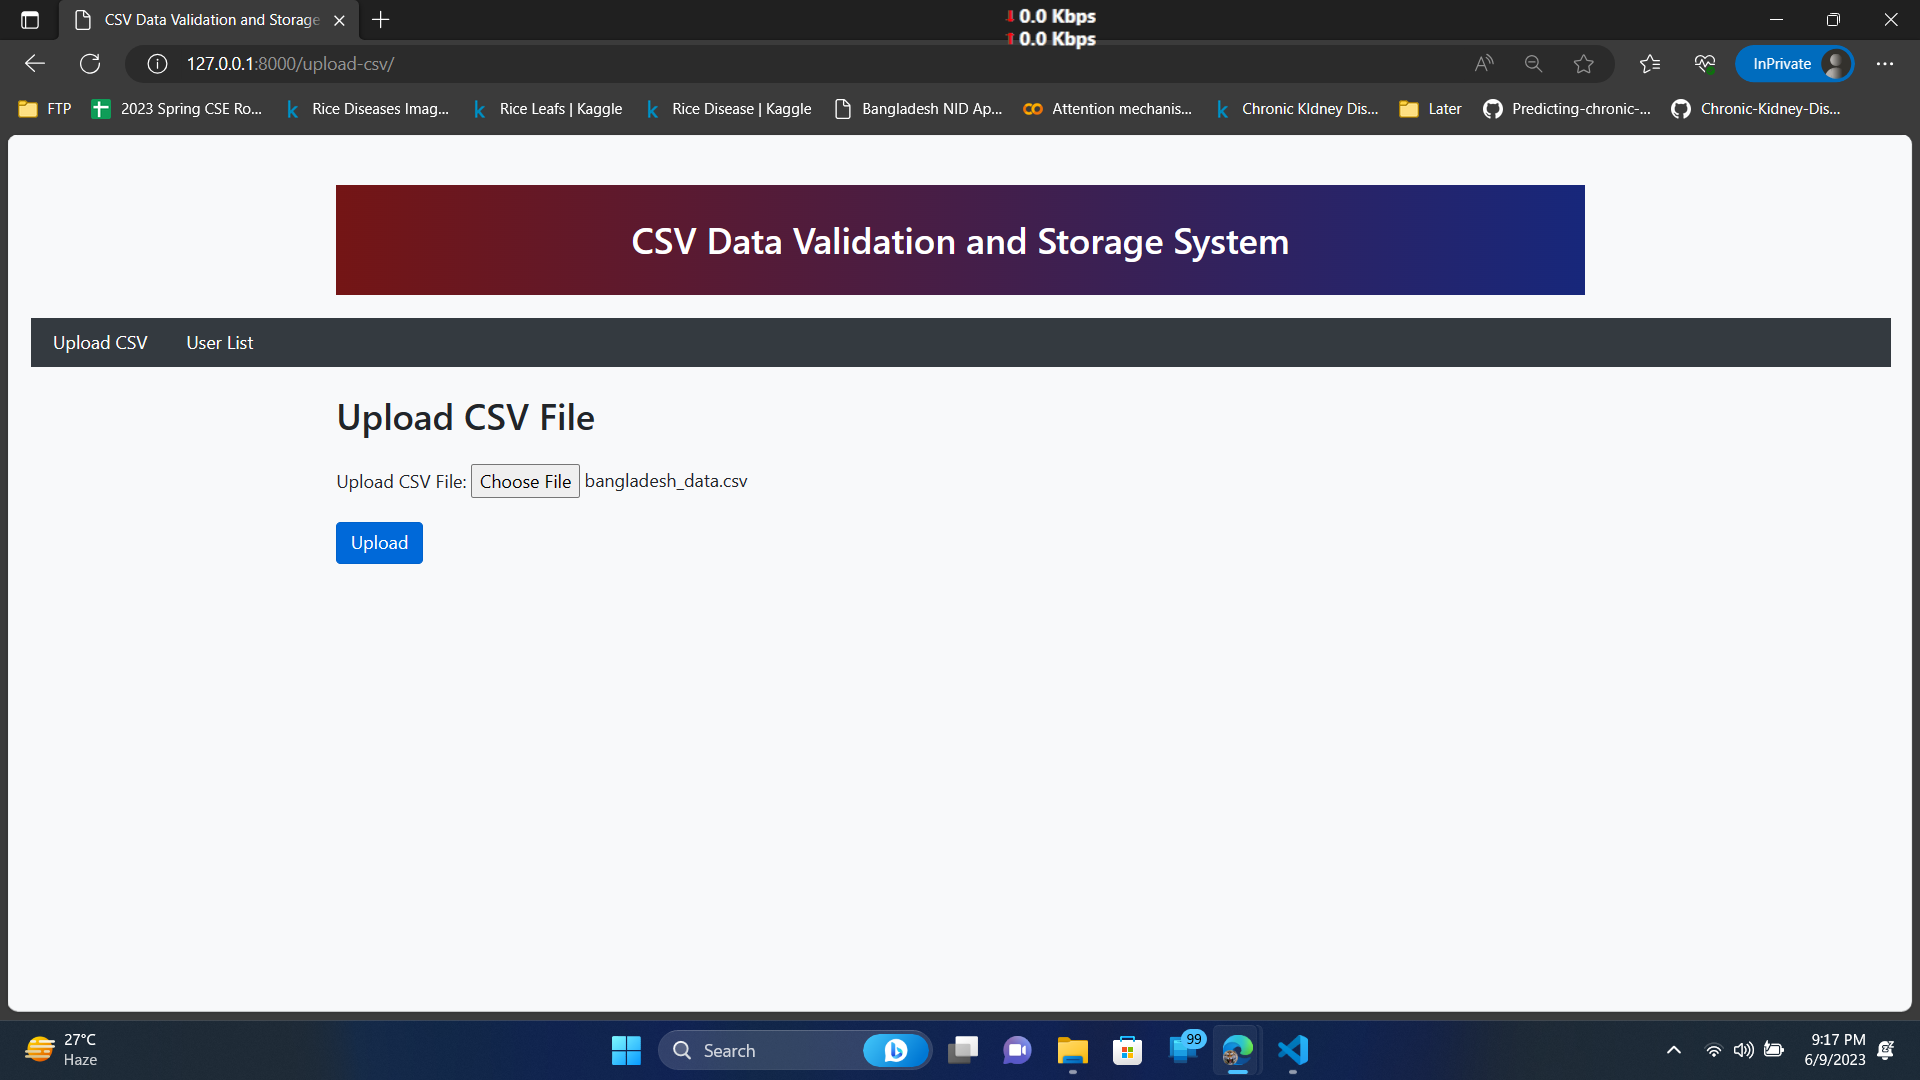 CSV Data Validation and Storage
0.0 Kbps
0.0 Kbps
127.0.0.1:8000/upload-csv/
InPrivate
FTP
2023 Spring CSE Ro...
Rice Diseases Imag...
Rice Leafs | Kaggle
Rice Disease | Kaggle
Bangladesh NID Ap...
Attention mechanis...
Chronic KIdney Dis...
Later
Predicting-chronic-...
Chronic-Kidney-Dis...
CSV Data Validation and Storage System
Upload CSV
User List
Upload CSV File
Upload CSV File: Choose File bangladesh_data.csv
Upload
27°C
Haze
Search
99
9:17 PM
6/9/2023